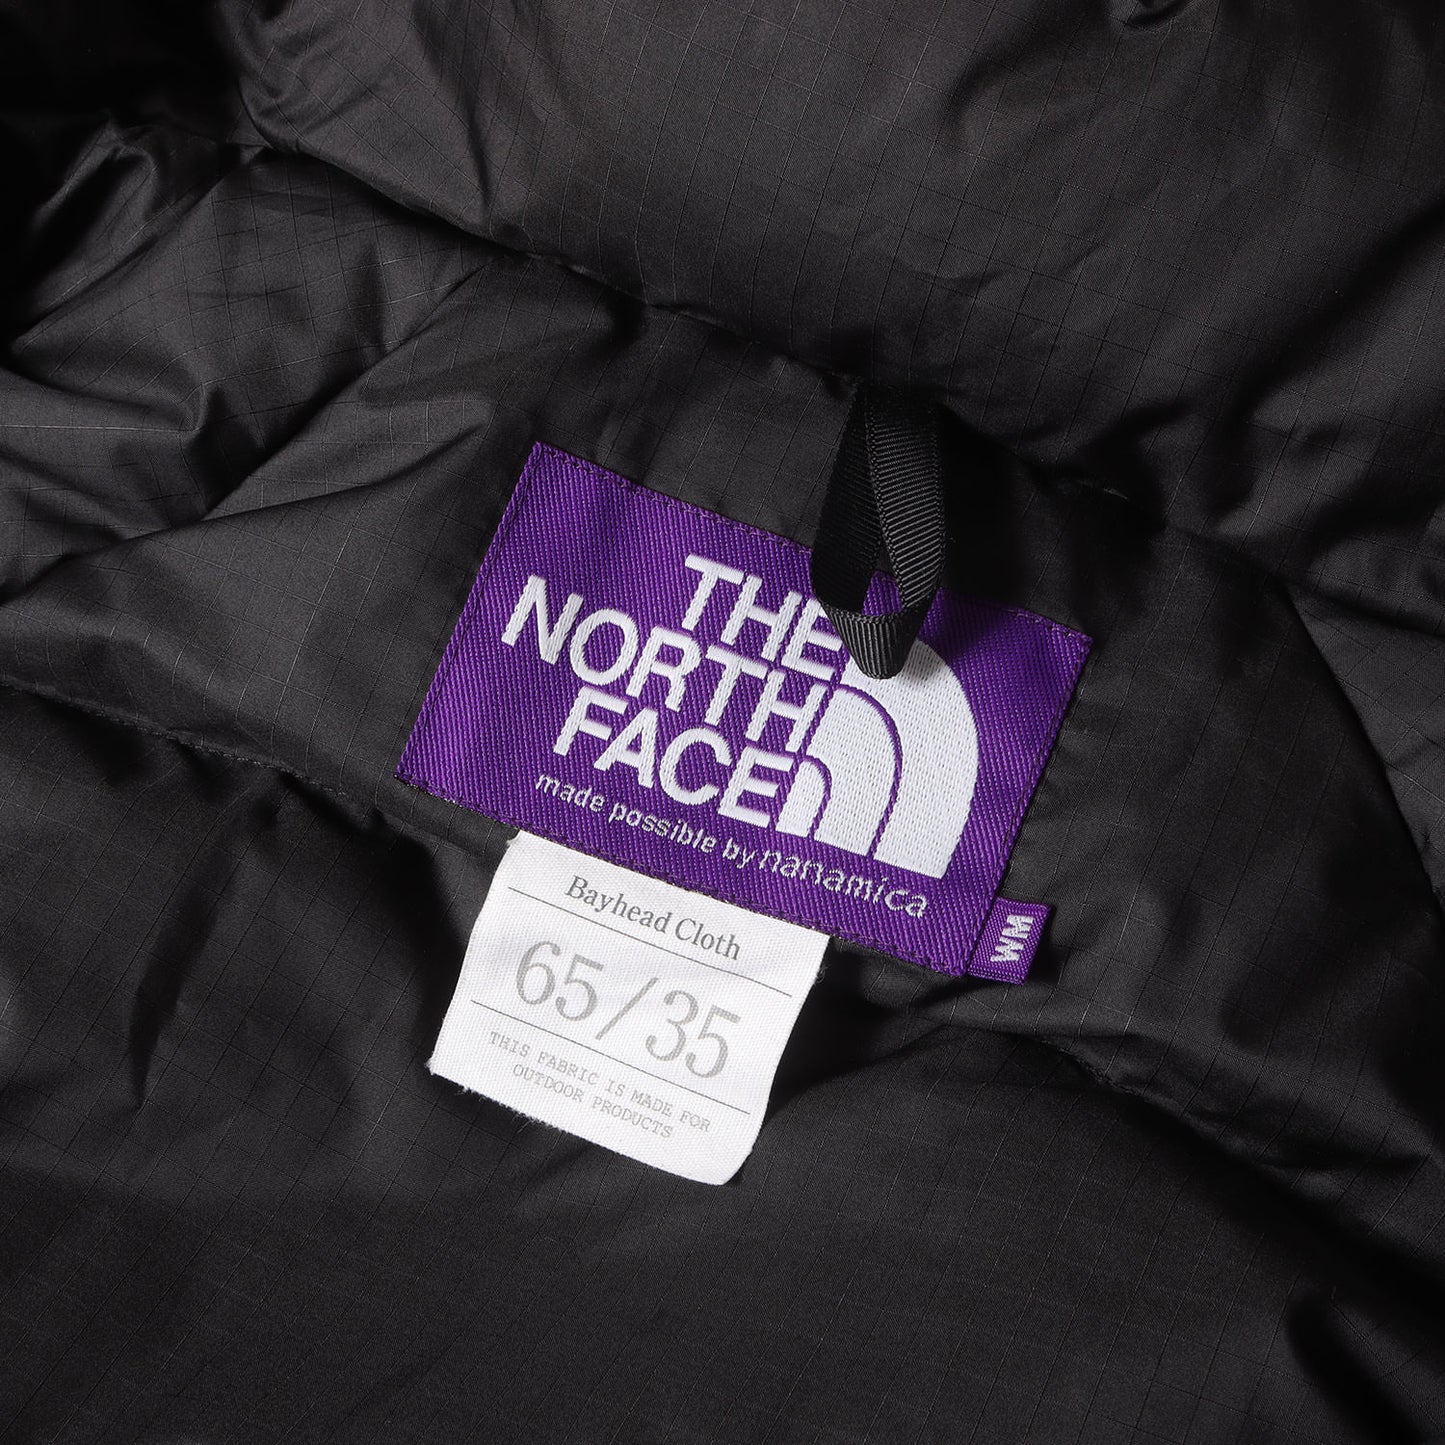 THE
NORTH
FACE
made possible by nanamica
WM
Bayhead Cloth
65/35
THIS FABRIC IS MADE FOR
OUTDOOR PRODUCTS